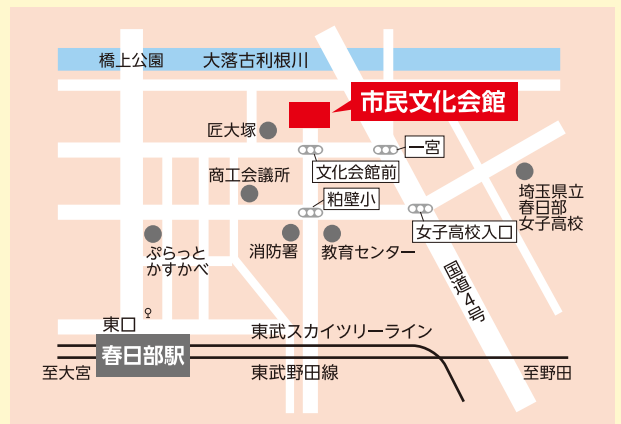 橋上公園
大落古利根川
市民文化会館
匠大塚
一宮
文化会館前
商工会議所
粕壁小
埼玉県立
春日部
女子高校
女子高校入口
ぷらっと
かすかべ
消防署
教育センター
国道4号
東口
春日部駅
東武スカイツリーライン
至大宮
東武野田線
至野田